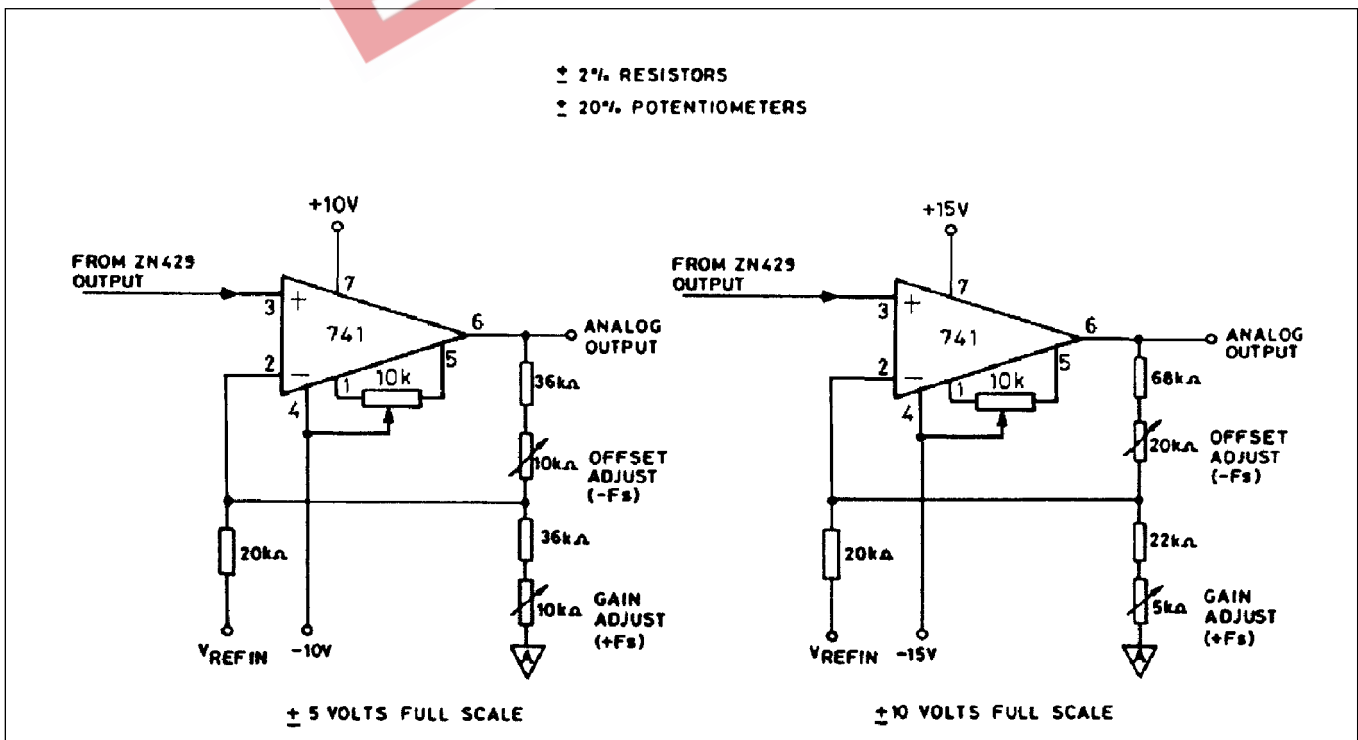 ± 2% RESISTORS
± 20% POTENTIOMETERS
+10V
FROM ZN429
OUTPUT
3
+
7
741
6
ANALOG
OUTPUT
2
−
4
1
10k
5
36kΩ
10kΩ
OFFSET
ADJUST
(-Fs)
20kΩ
36kΩ
10kΩ
GAIN
ADJUST
(+Fs)
VREFIN
-10V
A
± 5 VOLTS FULL SCALE
+15V
FROM ZN429
OUTPUT
3
+
7
741
6
ANALOG
OUTPUT
2
−
4
1
10k
5
68kΩ
20kΩ
OFFSET
ADJUST
(-Fs)
20kΩ
22kΩ
5kΩ
GAIN
ADJUST
(+Fs)
VREFIN
-15V
A
±10 VOLTS FULL SCALE